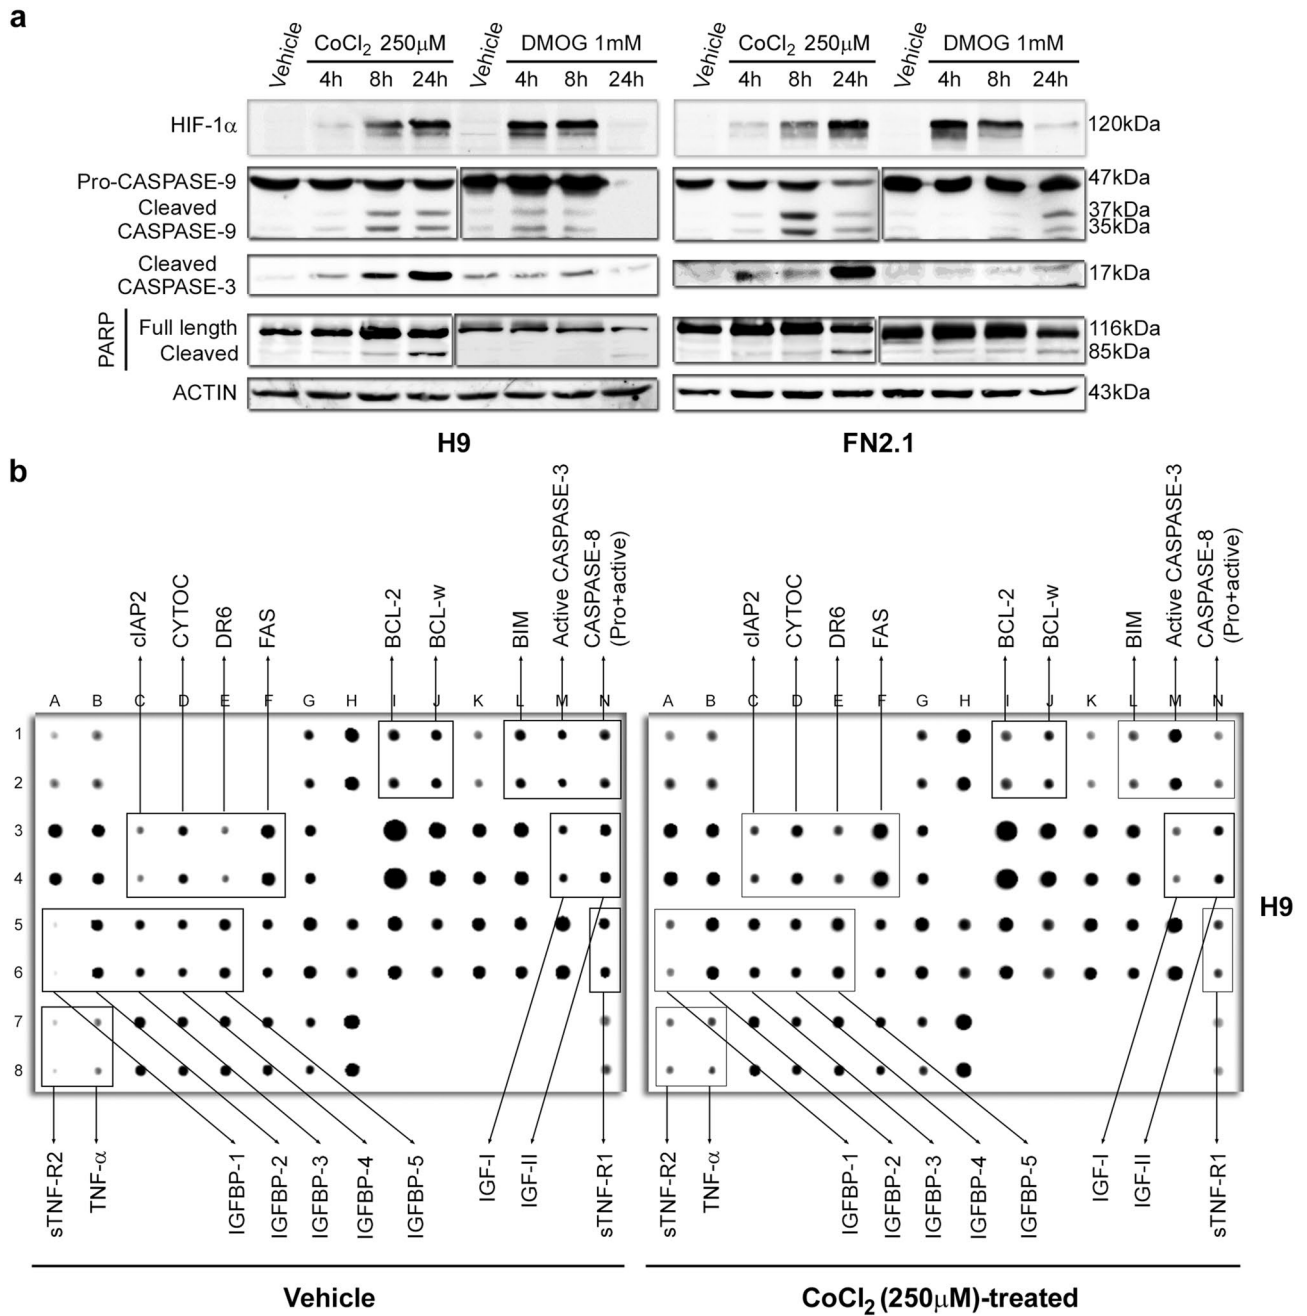 a
Vehicle CoCl₂ 250μM Vehicle DMOG 1mM Vehicle CoCl₂ 250μM Vehicle DMOG 1mM
4h 8h 24h 4h 8h 24h 4h 8h 24h 4h 8h 24h
HIF-1α 120kDa
Pro-CASPASE-9 47kDa
Cleaved 37kDa
CASPASE-9 35kDa
Cleaved
CASPASE-3 17kDa
PARP Full length 116kDa
Cleaved 85kDa
ACTIN 43kDa
H9 FN2.1
b
cIAP2 CYTOC DR6 FAS BCL-2 BCL-w BIM Active CASPASE-3 CASPASE-8 (Pro+active) cIAP2 CYTOC DR6 FAS BCL-2 BCL-w BIM Active CASPASE-3 CASPASE-8 (Pro+active)
A B C D E F G H I J K L M N A B C D E F G H I J K L M N
1
2
3
4
5
6
7
8
H9
sTNF-R2 TNF-α IGFBP-1 IGFBP-2 IGFBP-3 IGFBP-4 IGFBP-5 IGF-I IGF-II sTNF-R1 sTNF-R2 TNF-α IGFBP-1 IGFBP-2 IGFBP-3 IGFBP-4 IGFBP-5 IGF-I IGF-II sTNF-R1
Vehicle CoCl₂ (250μM)-treated